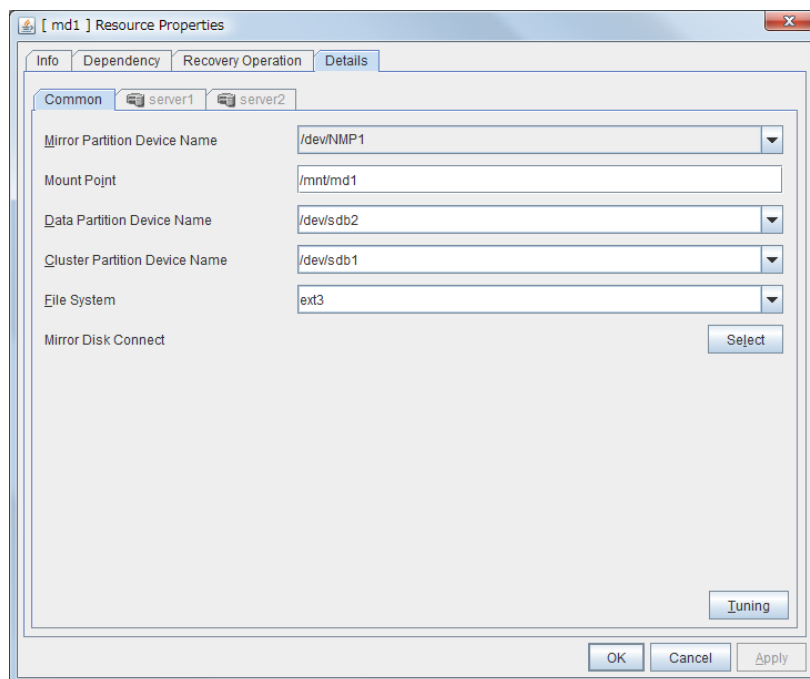 [ md1 ] Resource Properties
Info Dependency Recovery Operation Details
Common server1 server2
Mirror Partition Device Name /dev/NMP1
Mount Point /mnt/md1
Data Partition Device Name /dev/sdb2
Cluster Partition Device Name /dev/sdb1
File System ext3
Mirror Disk Connect Select
Tuning
OK Cancel Apply